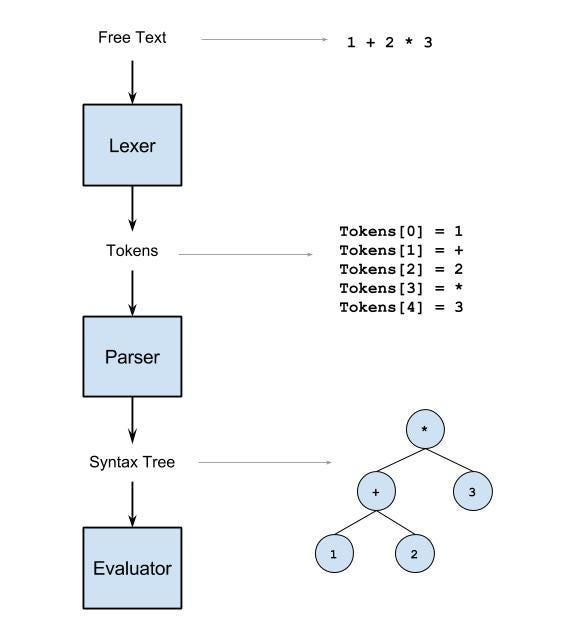 Free Text
1 + 2 * 3
Lexer
Tokens
Tokens[0] = 1
Tokens[1] = +
Tokens[2] = 2
Tokens[3] = *
Tokens[4] = 3
Parser
Syntax Tree
*
+
3
1
2
Evaluator